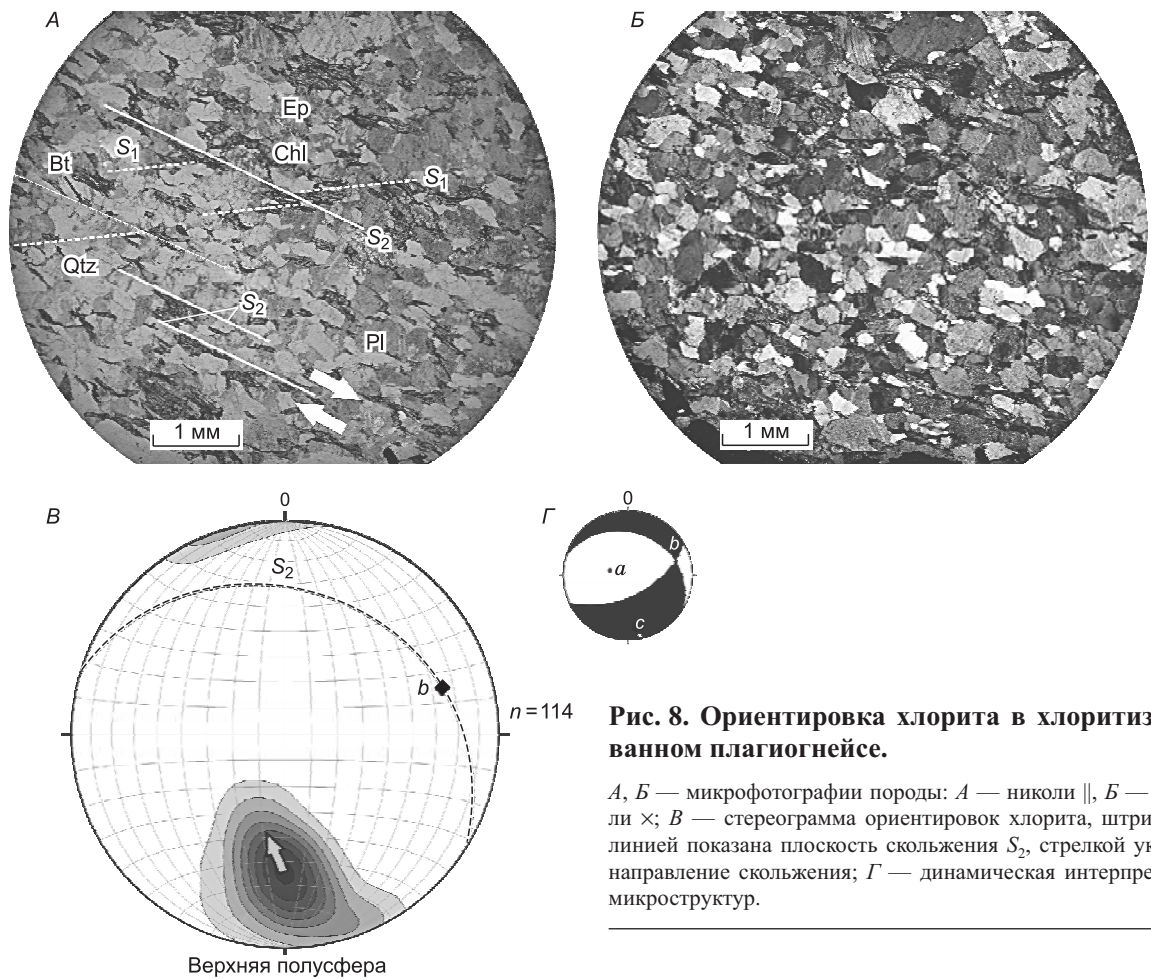 А
Б
Ep
S1
Chl
Bt
S1
S2
Qtz
S2
Pl
1 мм
1 мм
В
0
S2
b
n = 114
Верхняя полусфера
Г
0
b
a
c
Рис. 8. Ориентировка хлорита в хлоритиз
ванном плагиогнейсе.
А, Б — микрофотографии породы: А — николи ||, Б —
ли ×; В — стереограмма ориентировок хлорита, штри
линией показана плоскость скольжения S2, стрелкой ук
направление скольжения; Г — динамическая интерпре
микроструктур.